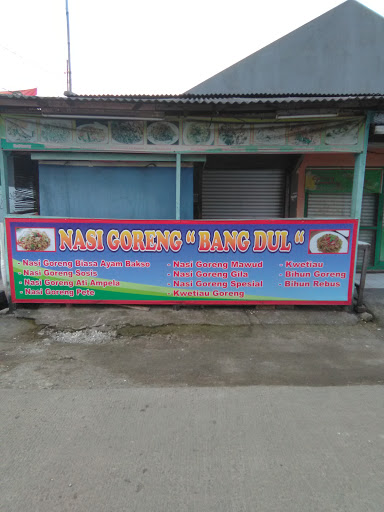 NASI GORENG “ BANG DUL “
- Nasi Goreng Biasa Ayam Bakso
- Nasi Goreng Sosis
- Nasi Goreng Ati Ampela
- Nasi Goreng Pete
- Nasi Goreng Mawud
- Nasi Goreng Gila
- Nasi Goreng Spesial
- Kwetiau Goreng
- Kwetiau
- Bihun Goreng
- Bihun Rebus